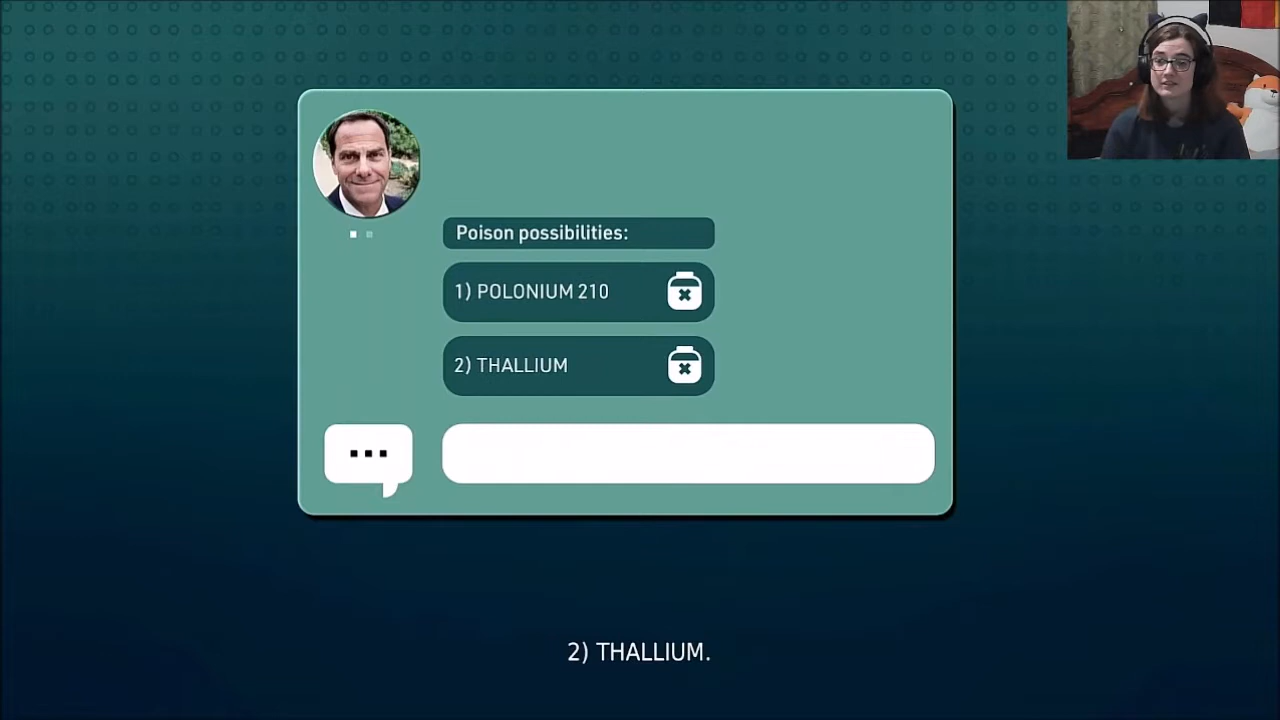 Poison possibilities:
1) POLONIUM 210
2) THALLIUM
2) THALLIUM.